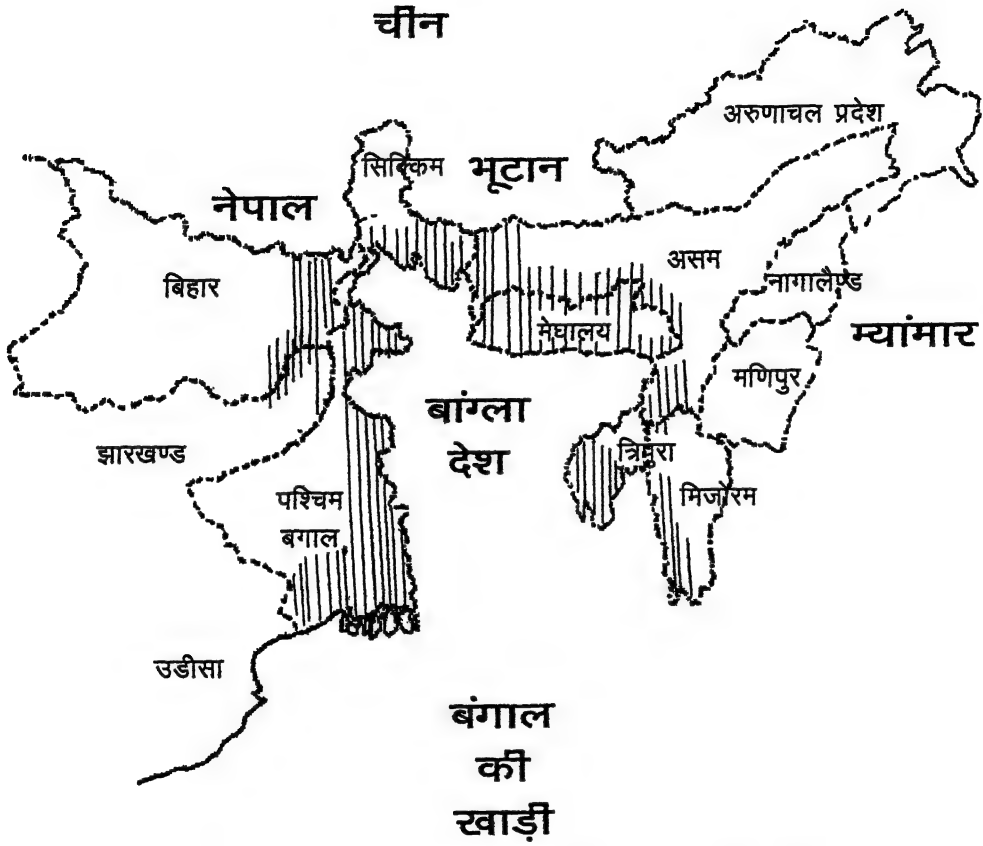 चीन
अरुणाचल प्रदेश
सिक्किम
भूटान
नेपाल
असम
बिहार
नागालैण्ड
मेघालय
म्यांमार
मणिपुर
बांग्ला
देश
झारखण्ड
त्रिपुरा
पश्चिम
बगाल
मिजोरम
उडीसा
बंगाल
की
खाड़ी